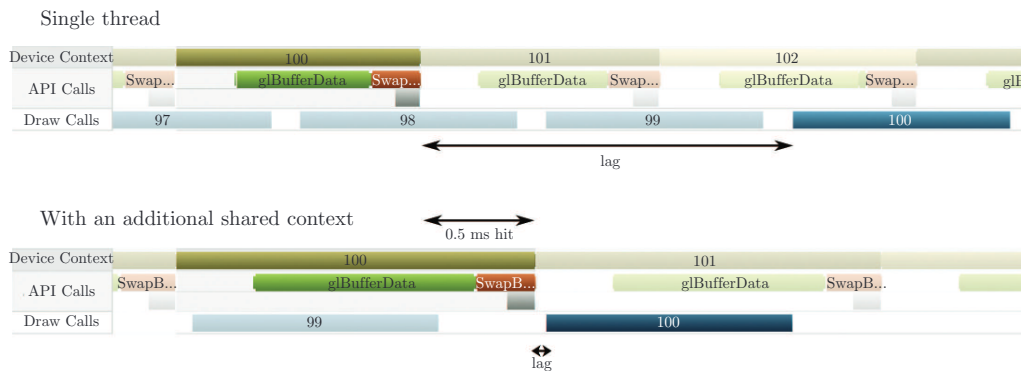 Single thread
Device Context 100 101 102
API Calls Swap... glBufferData Swap... glBufferData Swap... glBufferData Swap... glB
Draw Calls 97 98 99 100
lag
With an additional shared context
0.5 ms hit
Device Context 100 101
API Calls SwapB... glBufferData SwapB... glBufferData SwapB...
Draw Calls 99 100
lag